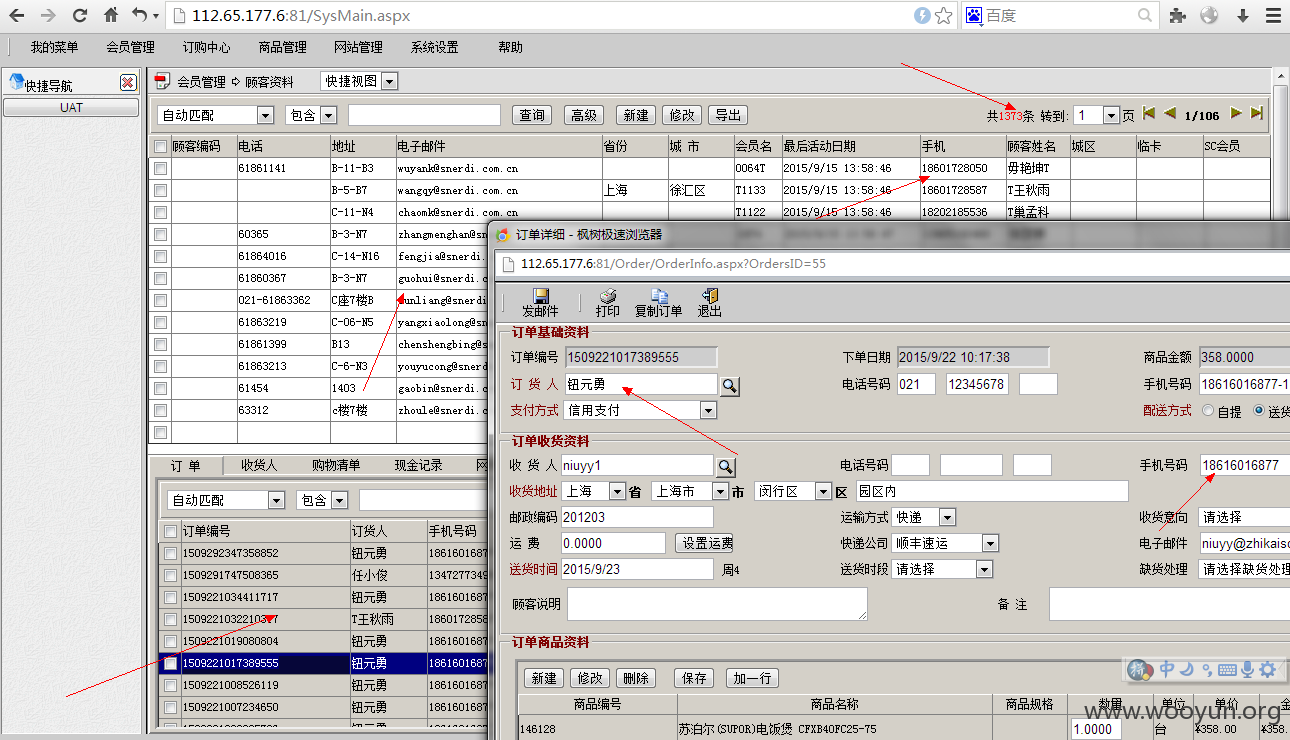 112.65.177.6:81/SysMain.aspx 百度
我的菜单 会员管理 订购中心 商品管理 网站管理 系统设置 帮助
快捷导航
UAT
会员管理 顾客资料 快捷视图
自动匹配 包含 查询 高级 新建 修改 导出 共1373条 转到: 1 页 1/106
顾客编码 电话 地址 电子邮件 省份 城 市 会员名 最后活动日期 手机 顾客姓名 城区 临卡 SC会员
61861141 B-11-B3 wuyank@snerdi.com.cn 0064T 2015/9/15 13:58:46 18601728050 毋艳坤T
B-5-B7 wangqy@snerdi.com.cn 上海 徐汇区 T1133 2015/9/15 13:58:46 18601728587 T王秋雨
C-11-N4 chaomk@snerdi.com.cn T1122 2015/9/15 13:58:46 18202185536 T巢孟科
60365 B-3-N7 zhangmenghan@sn
61864016 C-14-N16 fengjia@snerdi.
61860367 B-3-N7 guohui@snerdi.c
021-61863362 C座7楼B unliang@snerdi
61863219 C-06-N5 yangxiaolong@sn
61861399 B13 chenshengbing@s
61863213 C-6-N3 youyucong@snerd
61454 1403 gaobin@snerdi.c
63312 c楼7楼 zhoule@snerdi.c
订 单 收货人 购物清单 现金记录 网
自动匹配 包含
订单编号 订货人 手机号码
1509292347358852 钮元勇 1861601687
1509291747508365 任小俊 1347277349
1509221034411717 钮元勇 1861601687
T王秋雨 1860172858
1509221019080804 钮元勇 1861601687
1509221017389555 钮元勇 1861601687
1509221008526119 钮元勇 1861601687
1509221007234650 钮元勇 1861601687
订单详细 - 枫树极速浏览器
112.65.177.6:81/Order/OrderInfo.aspx?OrdersID=55
发邮件 打印 复制订单 退出
订单基础资料
订单编号 1509221017389555 下单日期 2015/9/22 10:17:38 商品金额 358.0000
订 货 人 钮元勇 电话号码 021 12345678 手机号码 18616016877-1
支付方式 信用支付 配送方式 自提 送货
订单收货资料
收 货 人 niuyy1 电话号码 手机号码 18616016877
收货地址 上海 省 上海市 市 闵行区 区 园区内
邮政编码 201203 运输方式 快递 收货意向 请选择
运 费 0.0000 设置运费 快递公司 顺丰速运 电子邮件 niuyy@zhikaisc
送货时间 2015/9/23 周4 送货时段 请选择 缺货处理 请选择缺货处理
顾客说明 备 注
订单商品资料
新建 修改 删除 保存 加一行
商品编号 商品名称 商品规格 数量 单位 单价 金
146128 苏泊尔(SUPOR)电饭煲 CFXB40FC25-75 1.0000 台 ¥358.00 ¥358.
中
www.wooyun.org